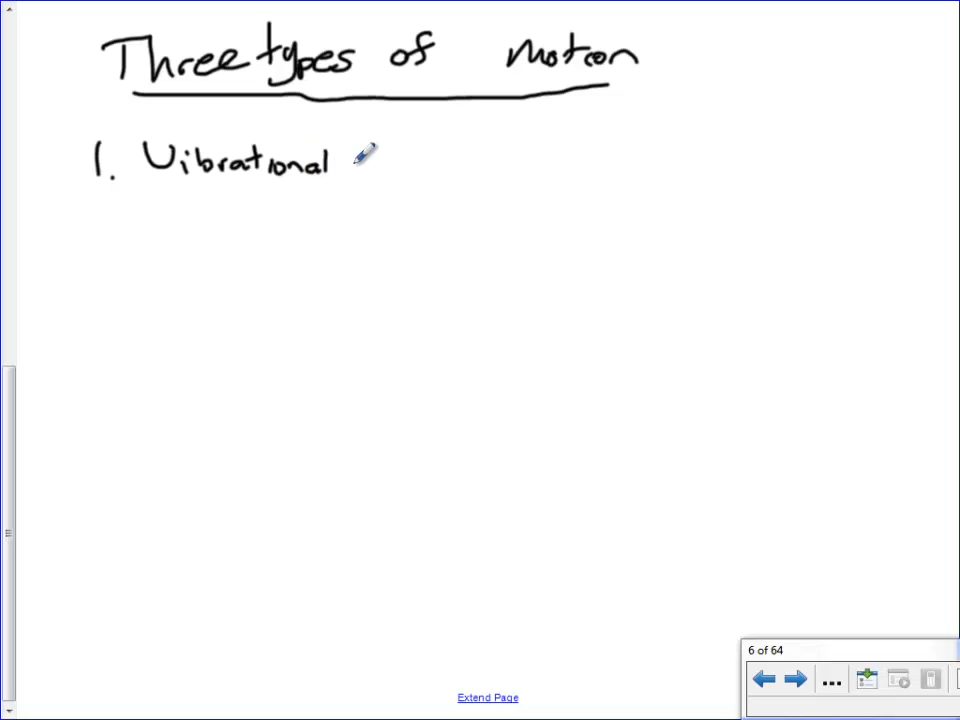 Three types of Motion
1. Vibrational
6 of 64
...
Extend Page